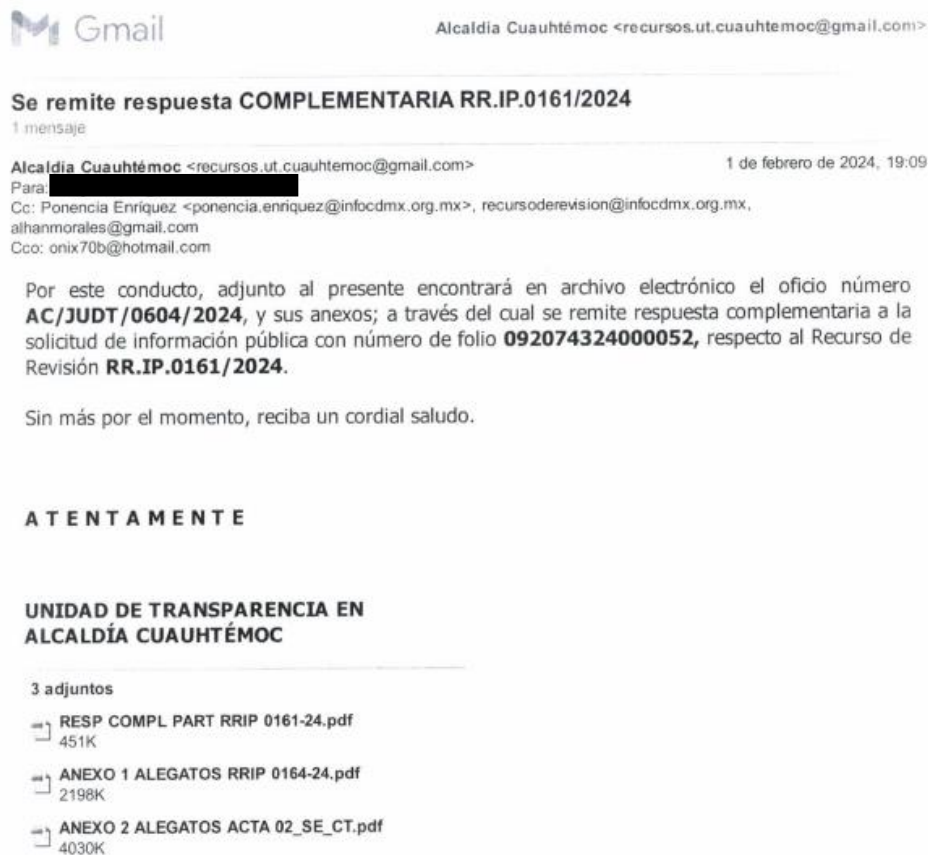 Gmail
Alcaldia Cuauhtémoc <recursos.ut.cuauhtemoc@gmail.com>
Se remite respuesta COMPLEMENTARIA RR.IP.0161/2024
1 mensaje
Alcaldia Cuauhtémoc <recursos.ut.cuauhtemoc@gmail.com>
1 de febrero de 2024, 19:09
Para:
Cc: Ponencia Enríquez <ponencia.enriquez@infocdmx.org.mx>, recursoderevision@infocdmx.org.mx,
alhanmorales@gmail.com
Cco: onix70b@hotmail.com
Por este conducto, adjunto al presente encontrará en archivo electrónico el oficio número
AC/JUDT/0604/2024, y sus anexos; a través del cual se remite respuesta complementaria a la
solicitud de información pública con número de folio 092074324000052, respecto al Recurso de
Revisión RR.IP.0161/2024.
Sin más por el momento, reciba un cordial saludo.
A T E N T A M E N T E
UNIDAD DE TRANSPARENCIA EN
ALCALDÍA CUAUHTÉMOC
3 adjuntos
RESP COMPL PART RRIP 0161-24.pdf
451K
ANEXO 1 ALEGATOS RRIP 0164-24.pdf
2198K
ANEXO 2 ALEGATOS ACTA 02_SE_CT.pdf
4030K